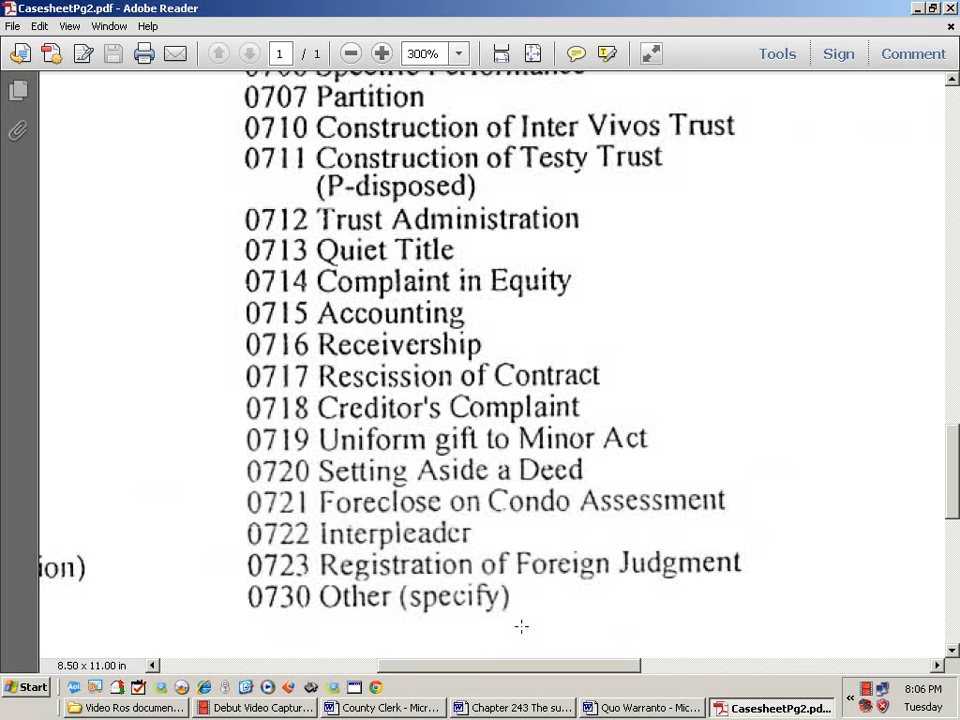 CasesheetPg2.pdf - Adobe Reader
File Edit View Window Help
1 / 1 300% Tools Sign Comment
0706 Specific Performance
0707 Partition
0710 Construction of Inter Vivos Trust
0711 Construction of Testy Trust
(P-disposed)
0712 Trust Administration
0713 Quiet Title
0714 Complaint in Equity
0715 Accounting
0716 Receivership
0717 Rescission of Contract
0718 Creditor's Complaint
0719 Uniform gift to Minor Act
0720 Setting Aside a Deed
0721 Foreclose on Condo Assessment
0722 Interpleader
ion) 0723 Registration of Foreign Judgment
0730 Other (specify)
8.50 x 11.00 in
Start 8:06 PM
Video Ros documen... Debut Video Captur... County Clerk - Micr... Chapter 243 The su... Quo Warranto - Mic... CasesheetPg2.pd... Tuesday